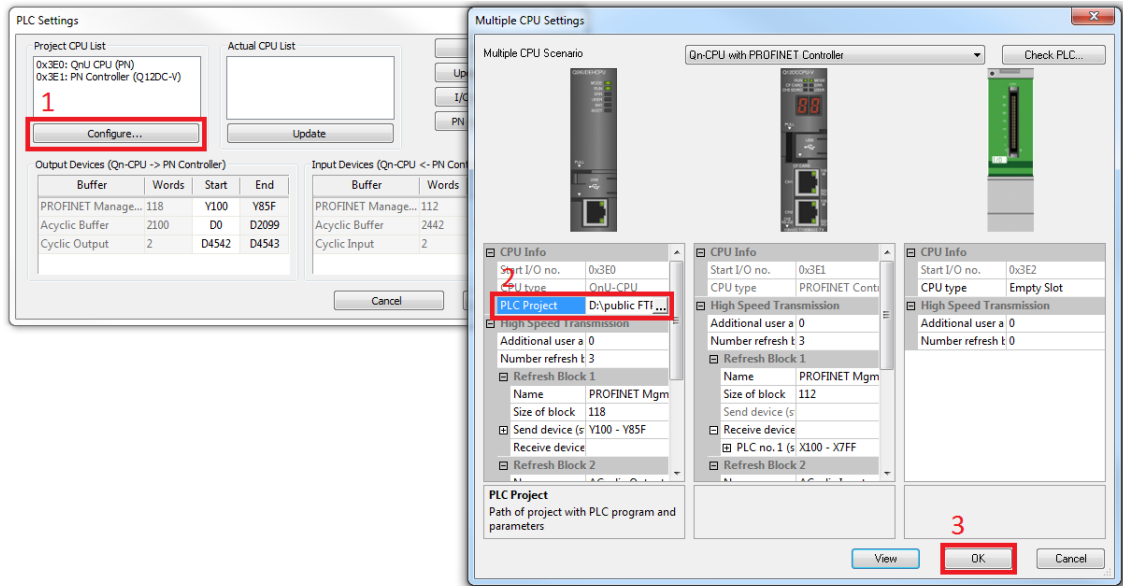 PLC Settings
Project CPU List
Actual CPU List
0x3E0: QnU CPU (PN)
0x3E1: PN Controller (Q12DC-V)
1
Configure...
Update
I/O
PN
Output Devices (Qn-CPU -> PN Controller)
Buffer Words Start End
PROFINET Manage... 118 Y100 Y85F
Acyclic Buffer 2100 D0 D2099
Cyclic Output 2 D4542 D4543
Input Devices (Qn-CPU <- PN Cont
Buffer Words
PROFINET Manage... 112
Acyclic Buffer 2442
Cyclic Input 2
Cancel
Multiple CPU Settings
Multiple CPU Scenario
Qn-CPU with PROFINET Controller
Check PLC...
88
CPU Info
Start I/O no. 0x3E0
2
CPU type QnU-CPU
PLC Project D:\public FTF ...
High Speed Transmission
Additional user a 0
Number refresh b 3
Refresh Block 1
Name PROFINET Mgm
Size of block 118
Send device (s Y100 - Y85F
Receive device
Refresh Block 2
PLC Project
Path of project with PLC program and
parameters
CPU Info
Start I/O no. 0x3E1
CPU type PROFINET Cont
High Speed Transmission
Additional user a 0
Number refresh b 3
Refresh Block 1
Name PROFINET Mgm
Size of block 112
Send device (s
Receive device
PLC no. 1 (s X100 - X7FF
Refresh Block 2
CPU Info
Start I/O no. 0x3E2
CPU type Empty Slot
High Speed Transmission
Additional user a 0
Number refresh b 0
3
View
OK
Cancel